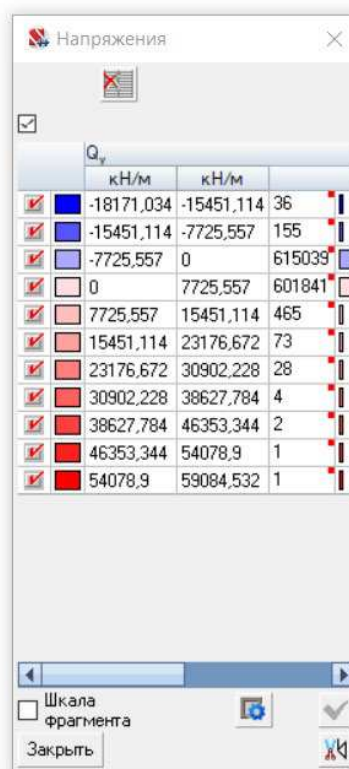 Напряжения
Qy
кН/м кН/м
-18171,034 -15451,114 36
-15451,114 -7725,557 155
-7725,557 0 615039
0 7725,557 601841
7725,557 15451,114 465
15451,114 23176,672 73
23176,672 30902,228 28
30902,228 38627,784 4
38627,784 46353,344 2
46353,344 54078,9 1
54078,9 59084,532 1
Шкала
фрагмента
Закрыть